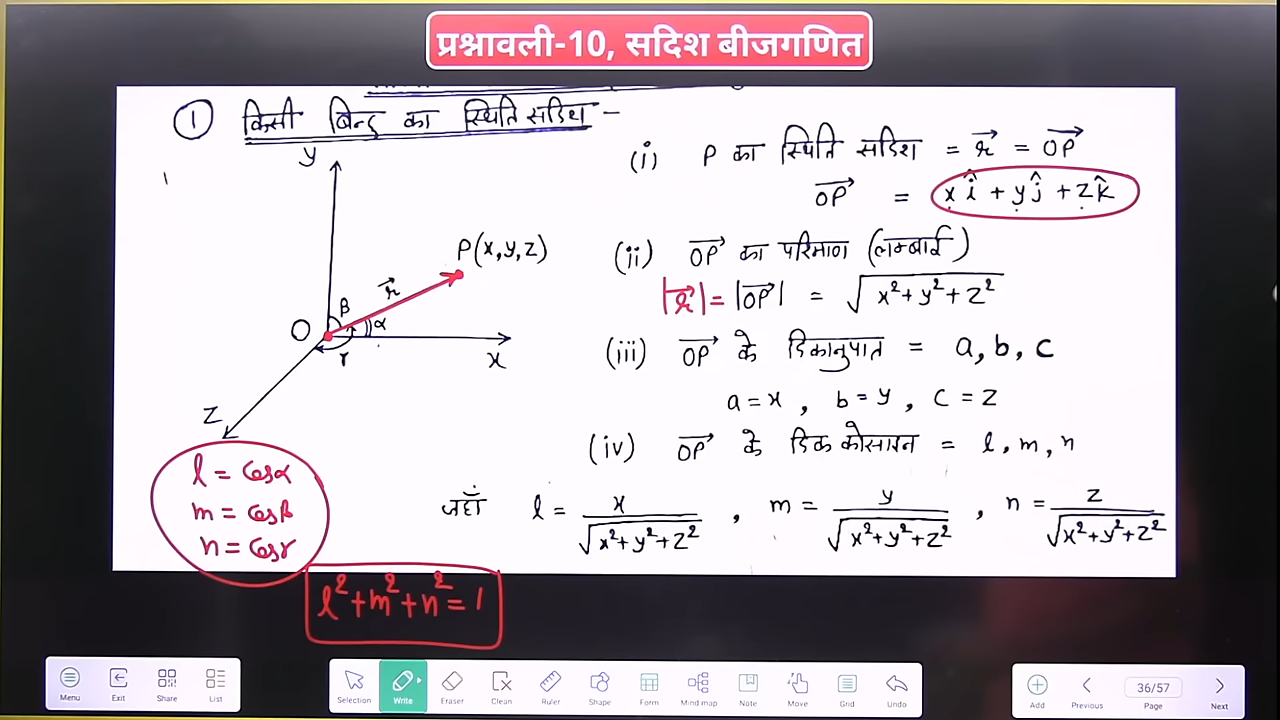 प्रश्नावली-10, सदिश बीजगणित
① किसी बिन्दु का स्थिति सदिश –
(i) P का स्थिति सदिश = r⃗ = OP⃗
OP⃗ = xî + yĵ + zk̂
(ii) OP⃗ का परिमाण (लम्बाई)
|r⃗| = |OP⃗| = √(x²+y²+z²)
(iii) OP⃗ के दिकानुपात = a, b, c
a = x , b = y , c = z
(iv) OP⃗ के दिक कोसाइन = l, m, n
जहाँ l = x/√(x²+y²+z²) , m = y/√(x²+y²+z²) , n = z/√(x²+y²+z²)
y
P(x,y,z)
r⃗
β
O
α
γ
x
z
l = cosα
m = cosβ
n = cosγ
l²+m²+n²=1
Menu Exit Share List
Selection Write Eraser Clean Ruler Shape Form Mind map Note Move Grid Undo
Add Previous 36/57 Page Next